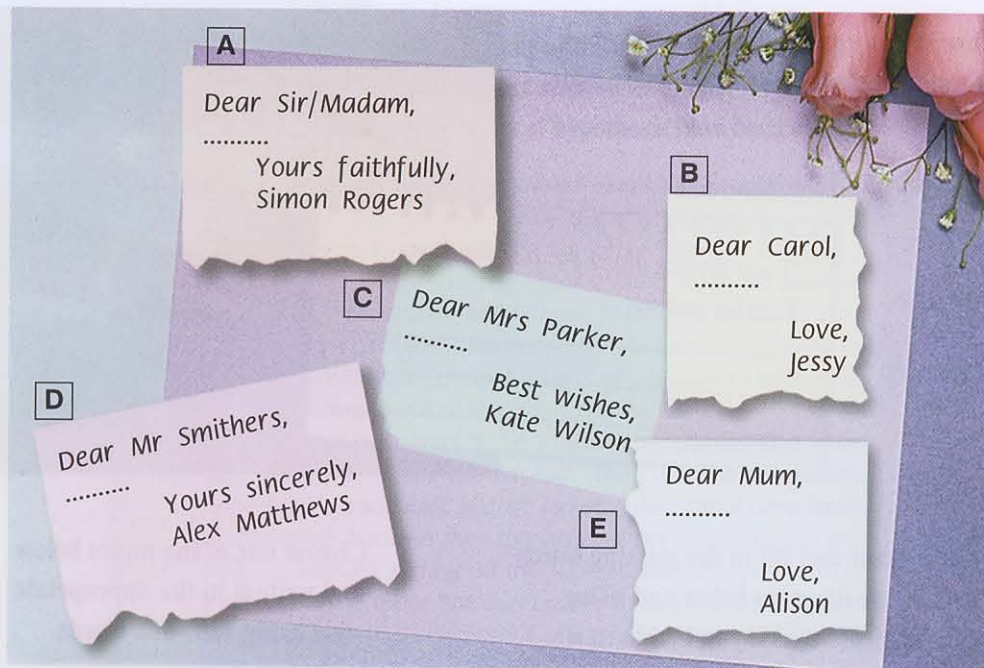 A
Dear Sir/Madam,
..........
Yours faithfully,
Simon Rogers
B
Dear Carol,
..........
Love,
Jessy
C
Dear Mrs Parker,
..........
Best wishes,
Kate Wilson
D
Dear Mr Smithers,
..........
Yours sincerely,
Alex Matthews
E
Dear Mum,
..........
Love,
Alison